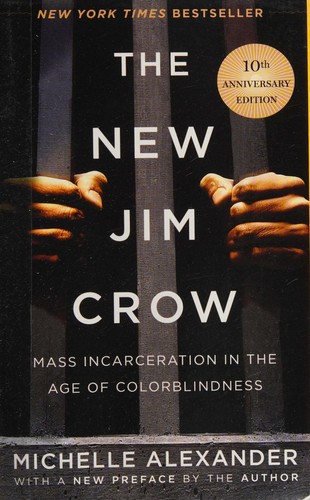 NEW YORK TIMES BESTSELLER
10th
ANNIVERSARY
EDITION
THE
NEW
JIM
CROW
MASS INCARCERATION IN THE
AGE OF COLORBLINDNESS
MICHELLE ALEXANDER
WITH A NEW PREFACE BY THE AUTHOR